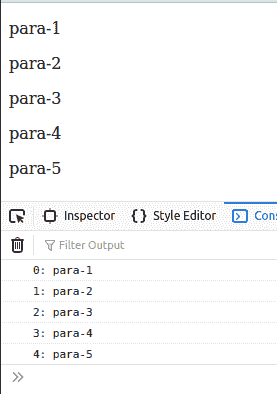 para-1
para-2
para-3
para-4
para-5
Inspector Style Editor
Filter Output
0: para-1
1: para-2
2: para-3
3: para-4
4: para-5